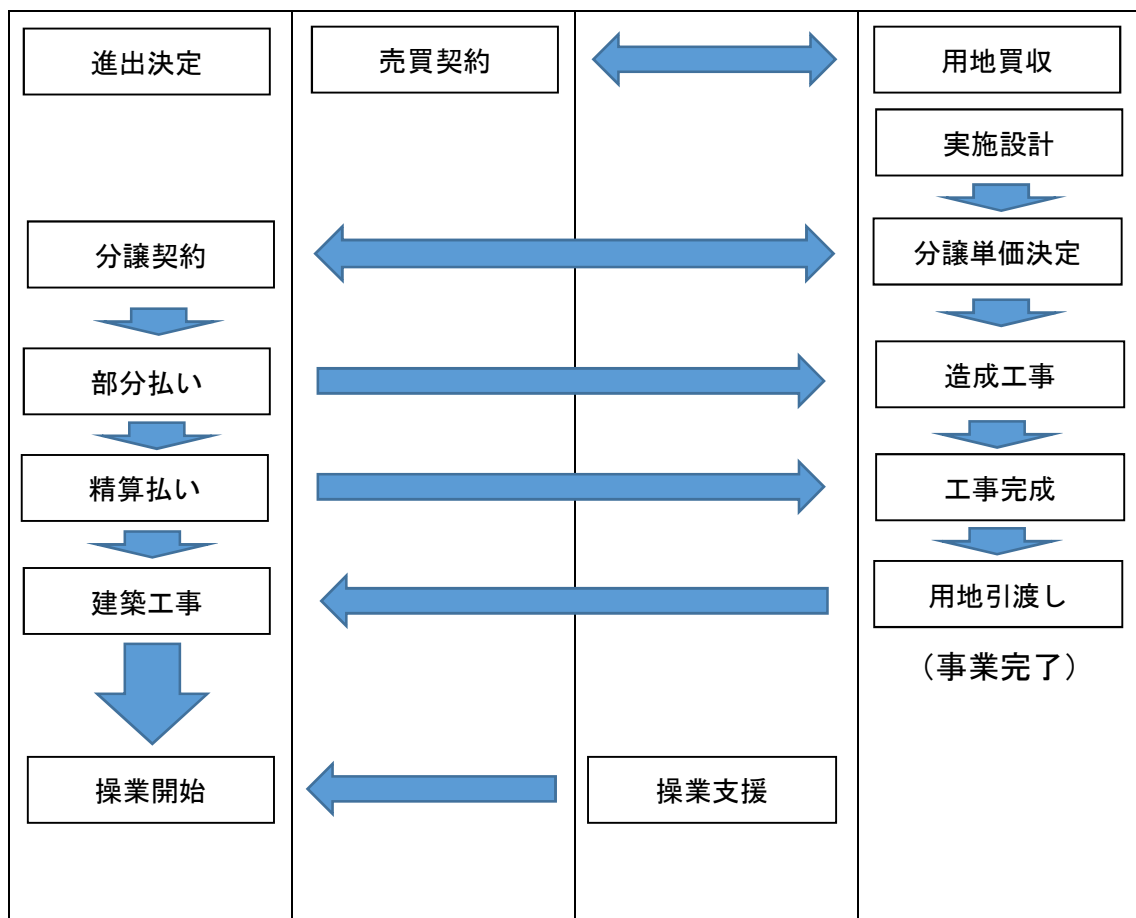 進出決定
売買契約
用地買収
実施設計
分譲契約
分譲単価決定
部分払い
造成工事
精算払い
工事完成
建築工事
用地引渡し
（事業完了）
操業開始
操業支援